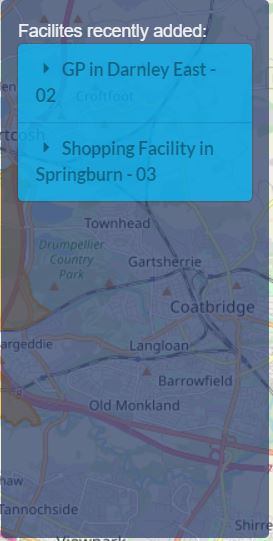 Facilites recently added:
GP in Darnley East -
02
Croftfoot
Shopping Facility in
Springburn - 03
Townhead
Drumpellier
Country
Park
Gartsherrie
Coatbridge
Langloan
Barrowfield
Old Monkland
Tannochside
Viewpark